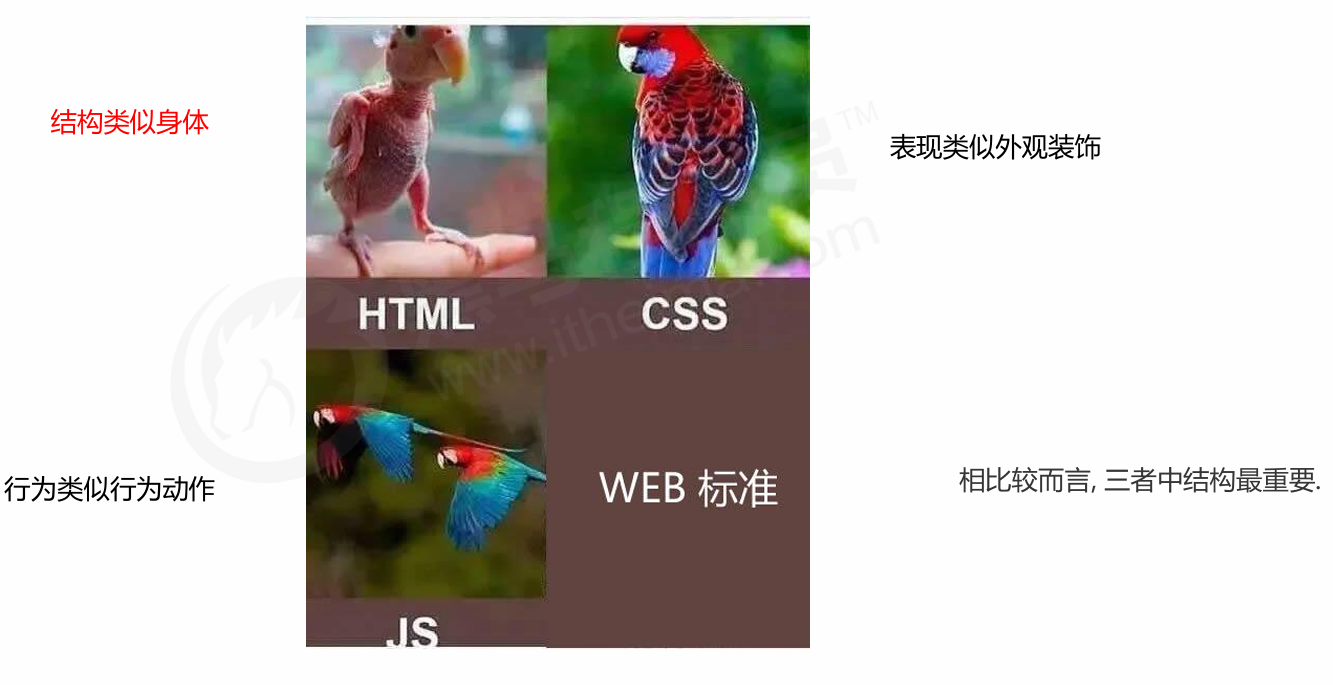 结构类似身体
表现类似外观装饰
HTML
CSS
行为类似行为动作
WEB 标准
相比较而言, 三者中结构最重要.
JS